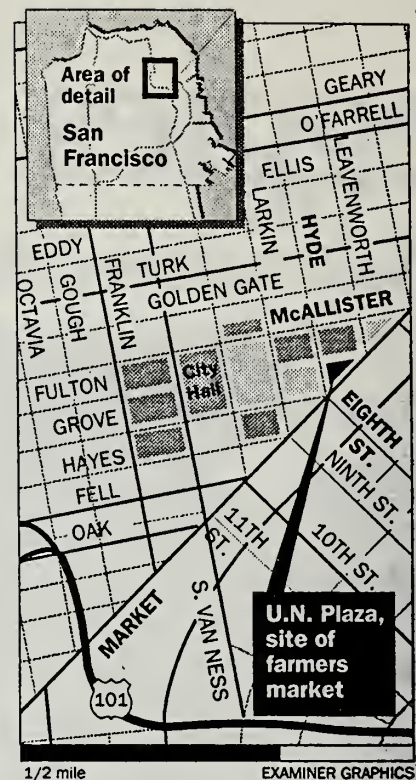 Area of
detail
San
Francisco
GEARY
O'FARRELL
ELLIS
LEAVENWORTH
HYDE
LARKIN
EDDY
TURK
GOLDEN GATE
McALLISTER
OCTAVIA
GOUGH
FRANKLIN
City
Hall
FULTON
GROVE
HAYES
FELL
OAK
EIGHTH
ST.
NINTH ST.
10TH ST.
11TH
ST.
MARKET
S. VAN NESS
101
U.N. Plaza,
site of
farmers
market
1/2 mile
EXAMINER GRAPHICS